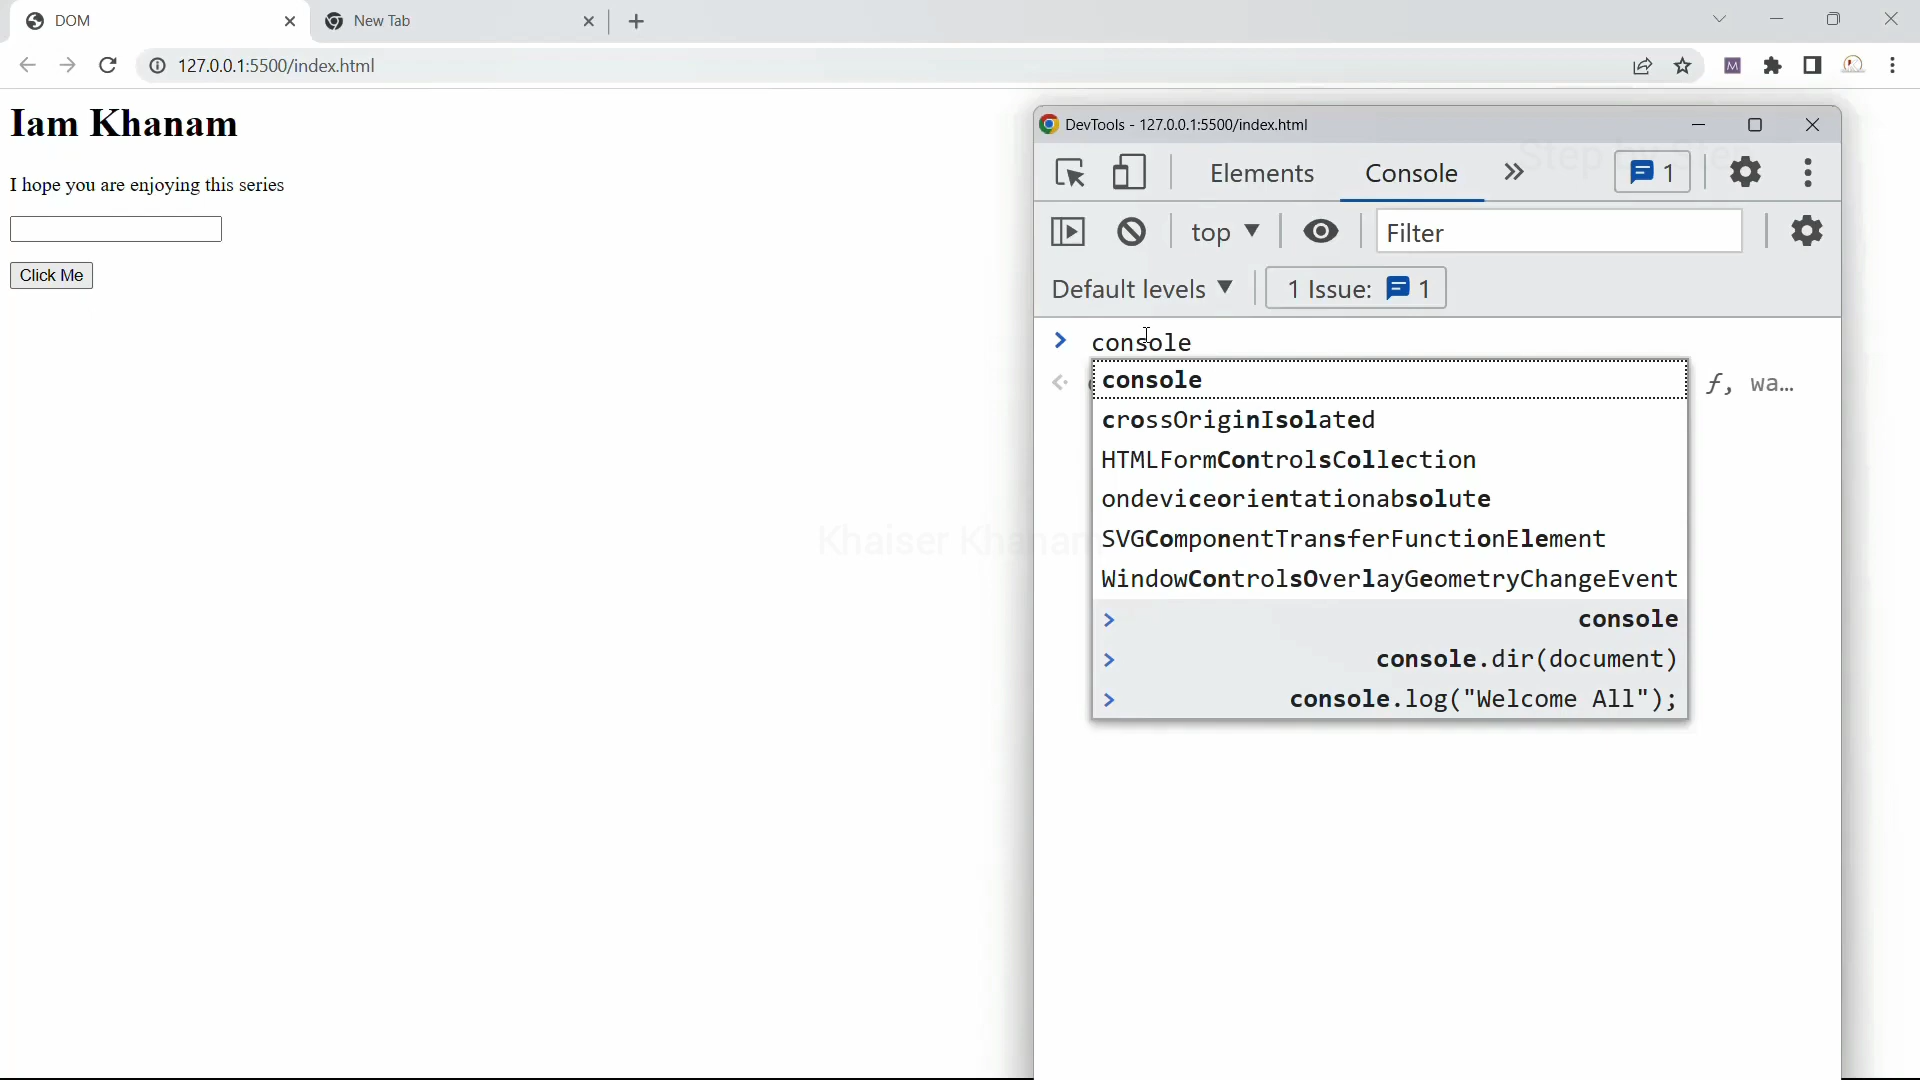 DOM
New Tab
127.0.0.1:5500/index.html
Iam Khanam
I hope you are enjoying this series
Click Me
DevTools - 127.0.0.1:5500/index.html
Elements
Console
1
top
Filter
Default levels
1 Issue:
1
console
console
ƒ, wa…
crossOriginIsolated
HTMLFormControlsCollection
ondeviceorientationabsolute
SVGComponentTransferFunctionElement
WindowControlsOverlayGeometryChangeEvent
console
console.dir(document)
console.log("Welcome All");
Khaiser Khanam